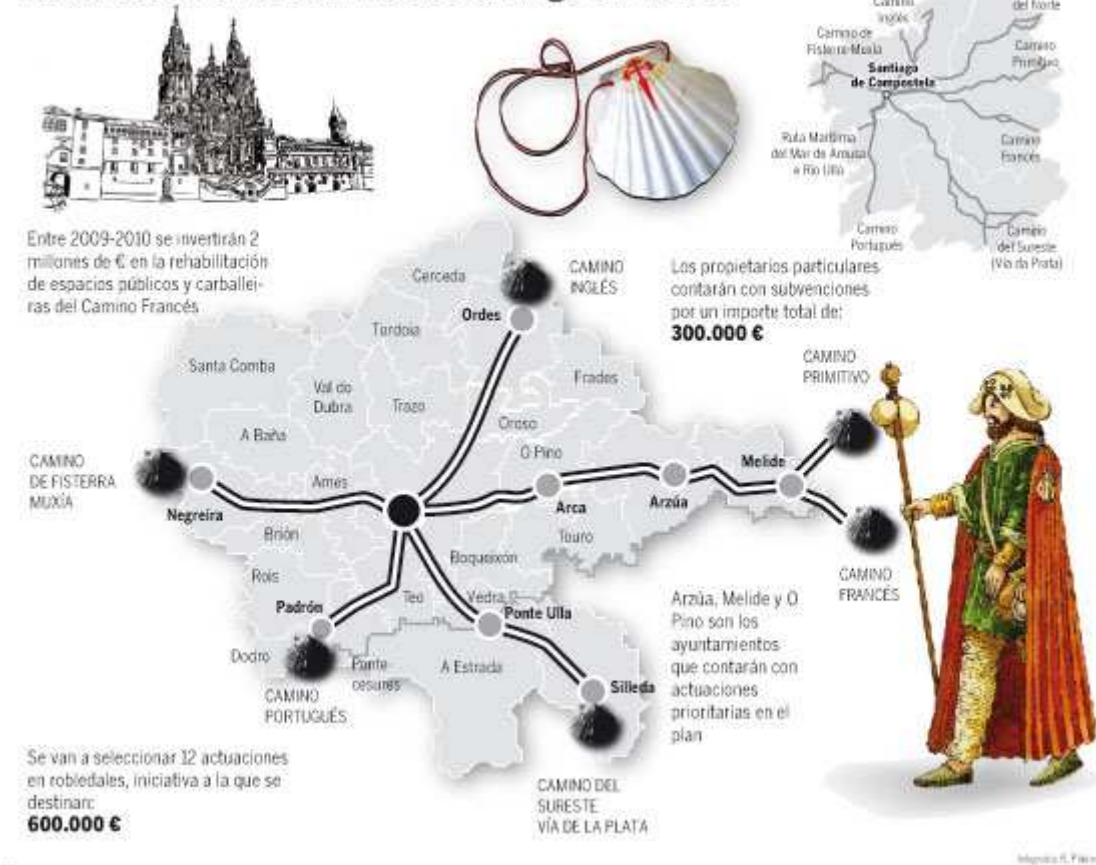 Camino
Inglés
del Norte
Camino de
Fisterra-Muxía
Camino
Primitivo
Santiago
de Compostela
Ruta Marítima
del Mar de Arousa
e Río Ulla
Camino
Francés
Camino
Portugués
Camino
del Sureste
(Vía da Prata)
Entre 2009-2010 se invertirán 2
millones de € en la rehabilitación
de espacios públicos y carballei-
ras del Camino Francés
CAMINO
INGLÉS
Los propietarios particulares
contarán con subvenciones
por un importe total de:
300.000 €
Cerceda
Ordes
Tordoia
Santa Comba
Val do
Dubra
Trazo
Frades
CAMINO
PRIMITIVO
A Baña
Oroso
O Pino
CAMINO
DE FISTERRA
MUXÍA
Ames
Melide
Negreira
Arca
Arzúa
Brión
Touro
Boqueixón
Rois
CAMINO
FRANCÉS
Padrón
Teo
Vedra
Ponte Ulla
Dodro
Ponte
cesures
A Estrada
Silleda
CAMINO
PORTUGUÉS
Arzúa, Melide y O
Pino son los
ayuntamientos
que contarán con
actuaciones
prioritarias en el
plan
Se van a seleccionar 12 actuaciones
en robledales, iniciativa a la que se
destinan:
600.000 €
CAMINO DEL
SURESTE
VÍA DE LA PLATA